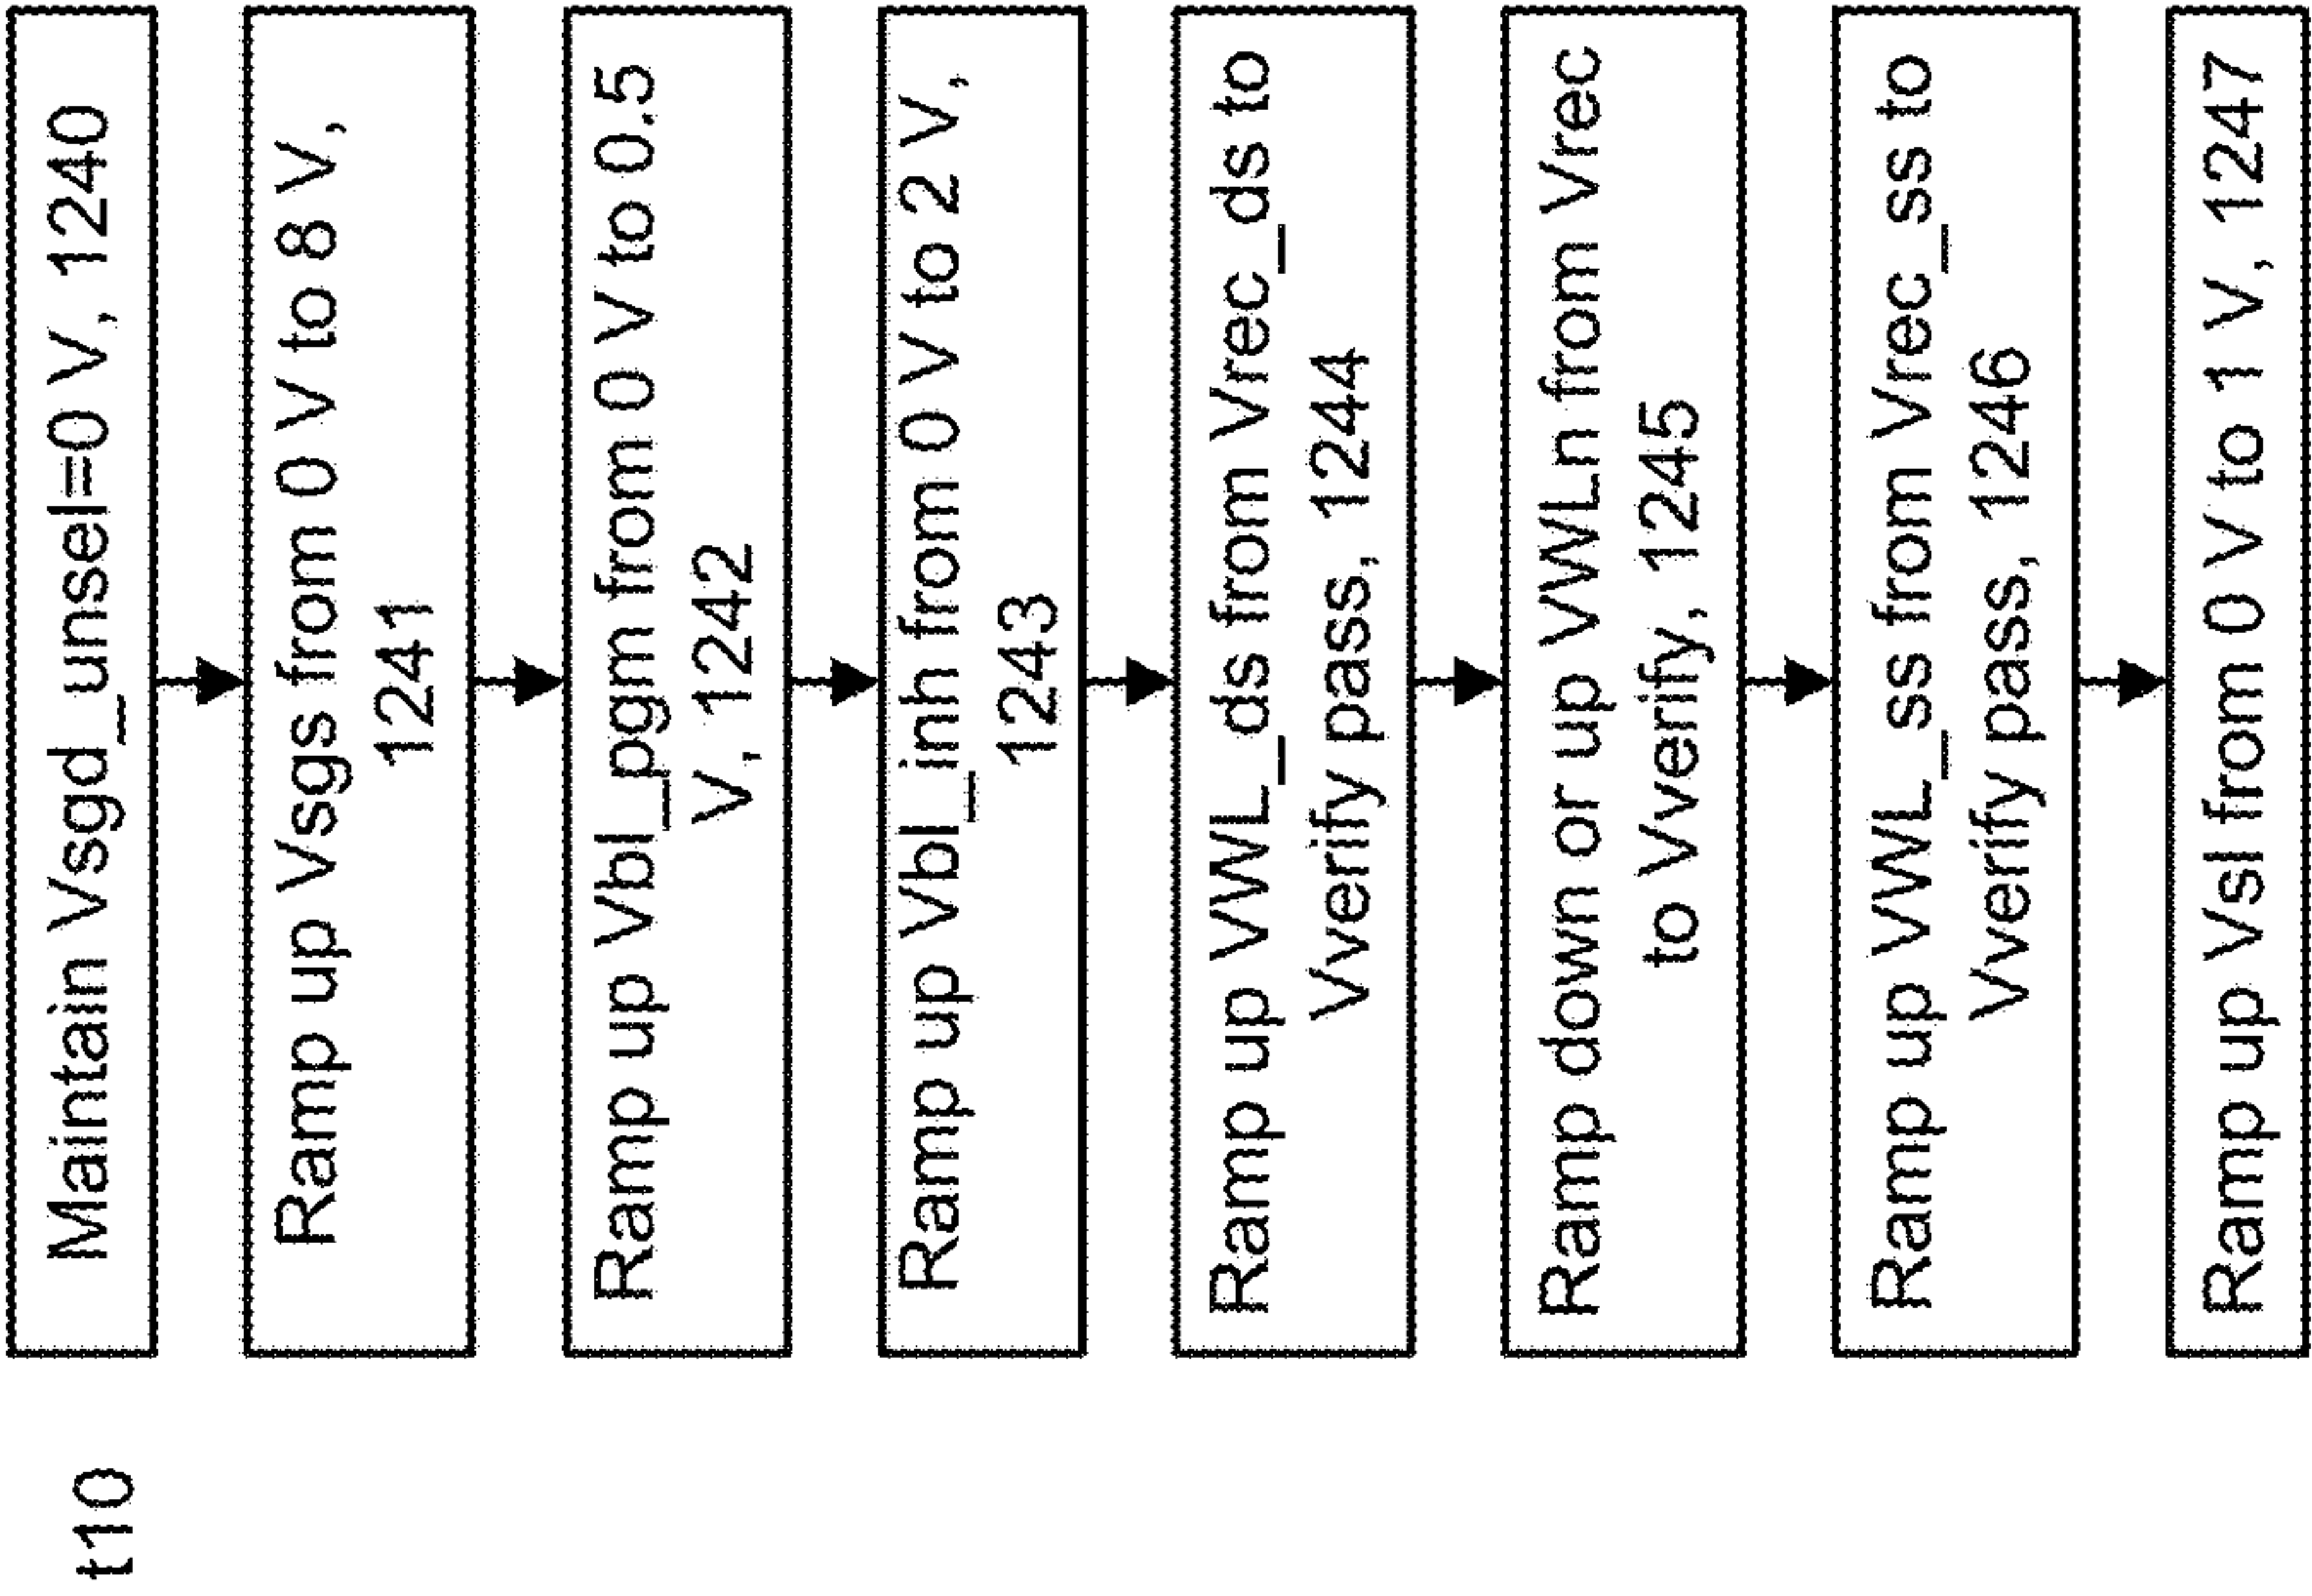 t10
Maintain Vsgd_unsel=0 V, 1240
Ramp up Vsgs from 0 V to 8 V,
1241
Ramp up Vbl_pgm from 0 V to 0.5
V, 1242
Ramp up Vbl_inh from 0 V to 2 V,
1243
Ramp up VWL_ds from Vrec_ds to
Vverify pass, 1244
Ramp down or up VWLn from Vrec
to Vverify, 1245
Ramp up VWL_ss from Vrec_ss to
Vverify pass, 1246
Ramp up Vsl from 0 V to 1 V, 1247